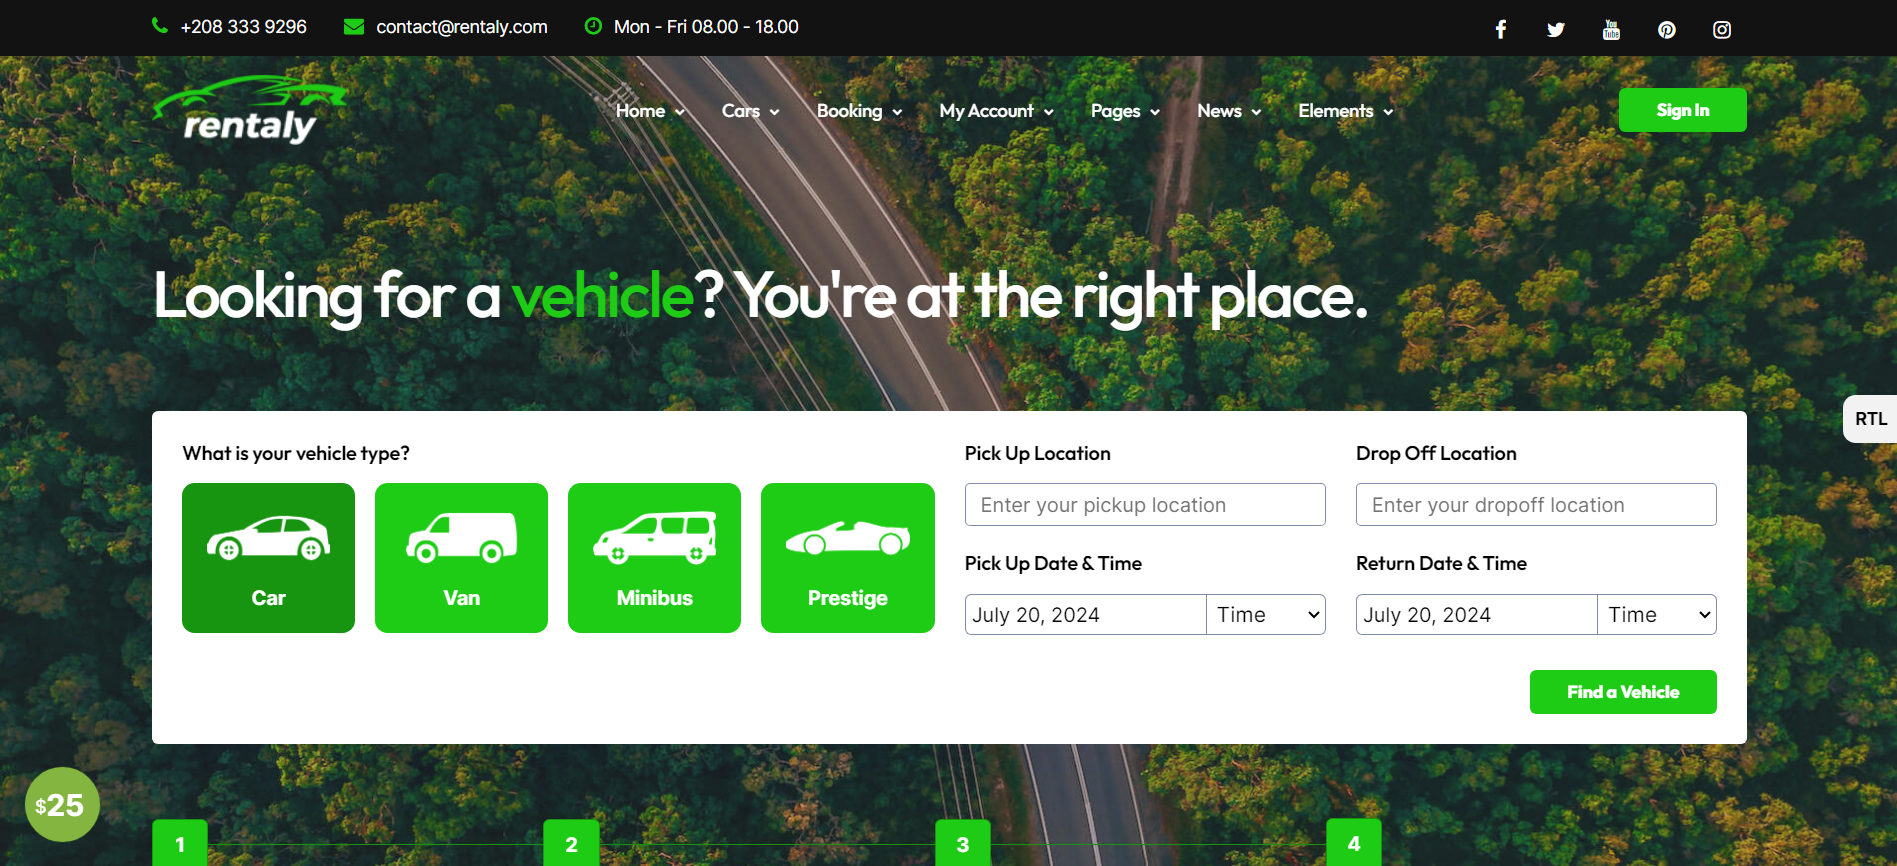 +208 333 9296
contact@rentaly.com
Mon - Fri 08.00 - 18.00
You
Tube
rentaly
Home
Cars
Booking
My Account
Pages
News
Elements
Sign In
Looking for a vehicle? You're at the right place.
RTL
What is your vehicle type?
Car
Van
Minibus
Prestige
Pick Up Location
Enter your pickup location
Drop Off Location
Enter your dropoff location
Pick Up Date & Time
July 20, 2024
Time
Return Date & Time
July 20, 2024
Time
Find a Vehicle
$25
1
2
3
4